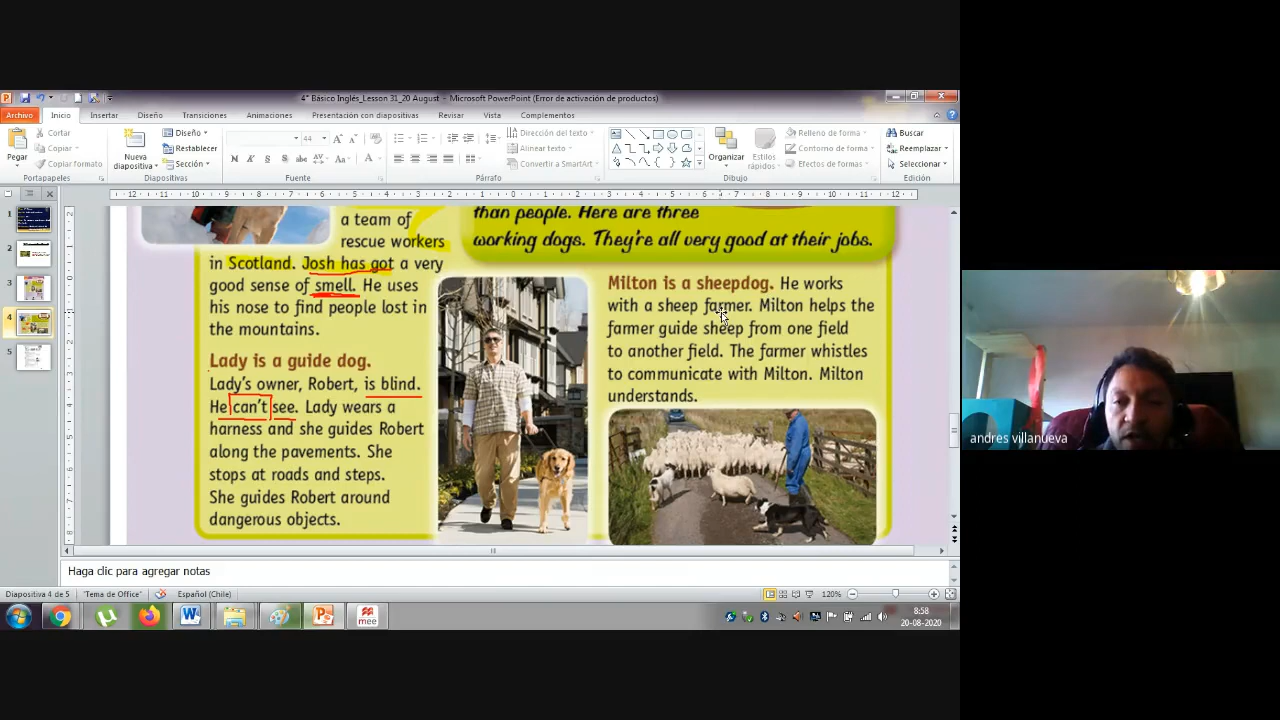 4° Básico Inglés_Lesson 31_20 August - Microsoft PowerPoint (Error de activación de productos)
Archivo Inicio Insertar Diseño Transiciones Animaciones Presentación con diapositivas Revisar Vista Complementos
Pegar
Cortar
Copiar
Copiar formato
Portapapeles
Nueva diapositiva
Diseño
Restablecer
Sección
Diapositivas
44
N K S
Fuente
Párrafo
Dirección del texto
Alinear texto
Convertir a SmartArt
Organizar
Estilos rápidos
Relleno de forma
Contorno de forma
Efectos de formas
Dibujo
Buscar
Reemplazar
Seleccionar
Edición
1
2
3
4
5
a team of
rescue workers
in Scotland. Josh has got a very
good sense of smell. He uses
his nose to find people lost in
the mountains.
Lady is a guide dog.
Lady's owner, Robert, is blind.
He can't see. Lady wears a
harness and she guides Robert
along the pavements. She
stops at roads and steps.
She guides Robert around
dangerous objects.
than people. Here are three
working dogs. They're all very good at their jobs.
Milton is a sheepdog. He works
with a sheep farmer. Milton helps the
farmer guide sheep from one field
to another field. The farmer whistles
to communicate with Milton. Milton
understands.
Haga clic para agregar notas
Diapositiva 4 de 5 "Tema de Office" Español (Chile) 120%
mee
8:58
20-08-2020
andres villanueva